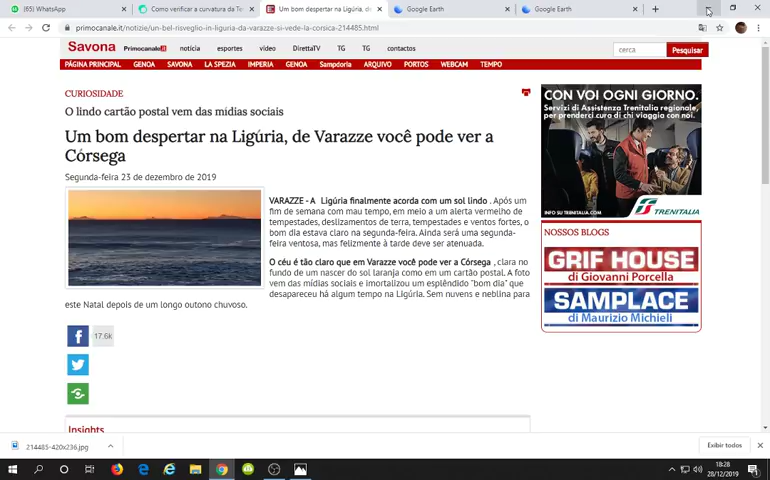 (65) WhatsApp
Como verificar a curvatura da Te
Um bom despertar na Ligúria, de
Google Earth
Google Earth
primocanale.it/notizie/un-bel-risveglio-in-liguria-da-varazze-si-vede-la-corsica-214485.html
Savona Primocanale.it notícia esportes vídeo DirettaTV TG TG contactos
cerca Pesquisar
PÁGINA PRINCIPAL GENOA SAVONA LA SPEZIA IMPERIA GENOA Sampdoria ARQUIVO PORTOS WEBCAM TEMPO
CURIOSIDADE
O lindo cartão postal vem das mídias sociais
Um bom despertar na Ligúria, de Varazze você pode ver a
Córsega
Segunda-feira 23 de dezembro de 2019
VARAZZE - A Ligúria finalmente acorda com um sol lindo . Após um
fim de semana com mau tempo, em meio a um alerta vermelho de
tempestades, deslizamentos de terra, tempestades e ventos fortes, o
bom dia estava claro na segunda-feira. Ainda será uma segunda-
feira ventosa, mas felizmente à tarde deve ser atenuada.
O céu é tão claro que em Varazze você pode ver a Córsega , clara no
fundo de um nascer do sol laranja como em um cartão postal. A foto
vem das mídias sociais e imortalizou um esplêndido "bom dia" que
desapareceu há algum tempo na Ligúria. Sem nuvens e neblina para
este Natal depois de um longo outono chuvoso.
17.6k
Insights
CON VOI OGNI GIORNO.
Servizi di Assistenza Trenitalia regionale,
per prenderci cura di chi viaggia con noi.
INFO SU TRENITALIA.COM
TRENITALIA
NOSSOS BLOGS
GRIF HOUSE
di Giovanni Porcella
SAMPLACE
di Maurizio Michieli
214485-420x236.jpg
Exibir todos
18:28
28/12/2019